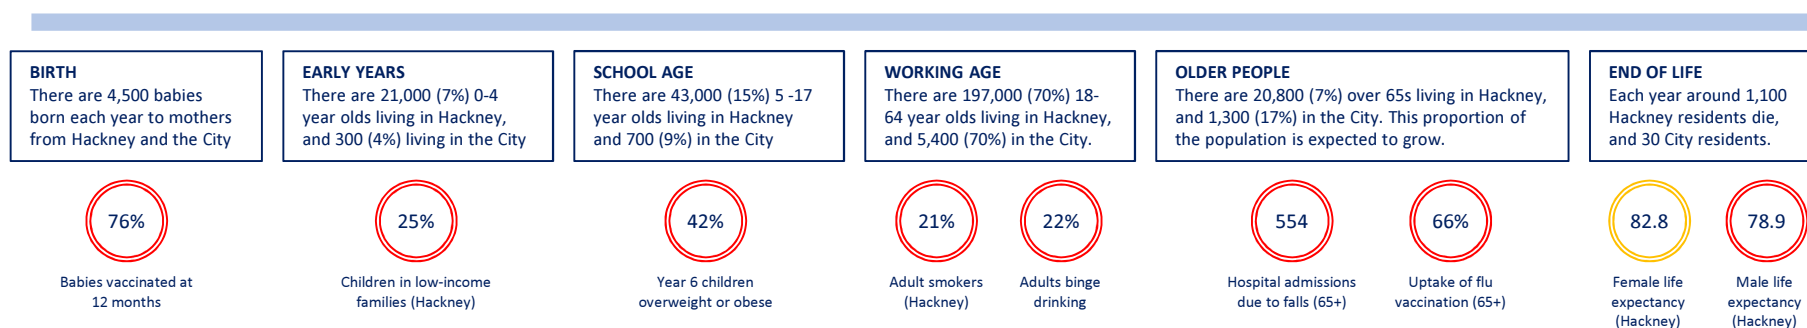 BIRTH
There are 4,500 babies
born each year to mothers
from Hackney and the City
EARLY YEARS
There are 21,000 (7%) 0-4
year olds living in Hackney,
and 300 (4%) living in the City
SCHOOL AGE
There are 43,000 (15%) 5 -17
year olds living in Hackney
and 700 (9%) in the City
WORKING AGE
There are 197,000 (70%) 18-
64 year olds living in Hackney,
and 5,400 (70%) in the City.
OLDER PEOPLE
There are 20,800 (7%) over 65s living in Hackney,
and 1,300 (17%) in the City. This proportion of
the population is expected to grow.
END OF LIFE
Each year around 1,100
Hackney residents die,
and 30 City residents.
76%
Babies vaccinated at
12 months
25%
Children in low-income
families (Hackney)
42%
Year 6 children
overweight or obese
21%
Adult smokers
(Hackney)
22%
Adults binge
drinking
554
Hospital admissions
due to falls (65+)
66%
Uptake of flu
vaccination (65+)
82.8
Female life
expectancy
(Hackney)
78.9
Male life
expectancy
(Hackney)